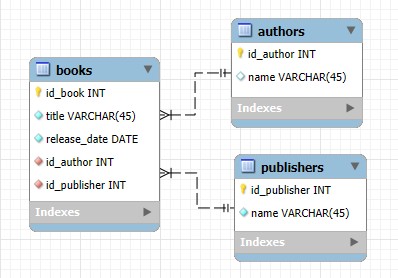 books
id_book INT
title VARCHAR(45)
release_date DATE
id_author INT
id_publisher INT
Indexes
authors
id_author INT
name VARCHAR(45)
Indexes
publishers
id_publisher INT
name VARCHAR(45)
Indexes